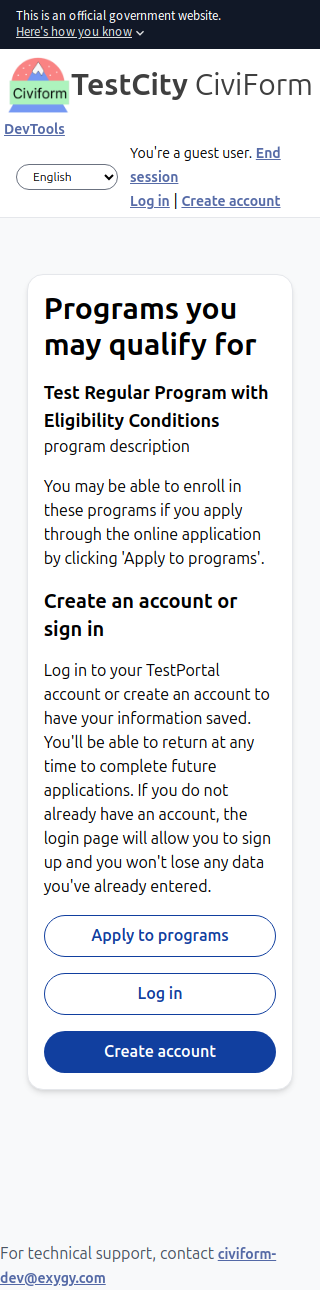 This is an official government website.
Here's how you know
Civiform
TestCity CiviForm
DevTools
English
You're a guest user. End
session
Log in | Create account
Programs you
may qualify for
Test Regular Program with
Eligibility Conditions
program description
You may be able to enroll in
these programs if you apply
through the online application
by clicking 'Apply to programs'.
Create an account or
sign in
Log in to your TestPortal
account or create an account to
have your information saved.
You'll be able to return at any
time to complete future
applications. If you do not
already have an account, the
login page will allow you to sign
up and you won't lose any data
you've already entered.
Apply to programs
Log in
Create account
For technical support, contact civiform-
dev@exygy.com